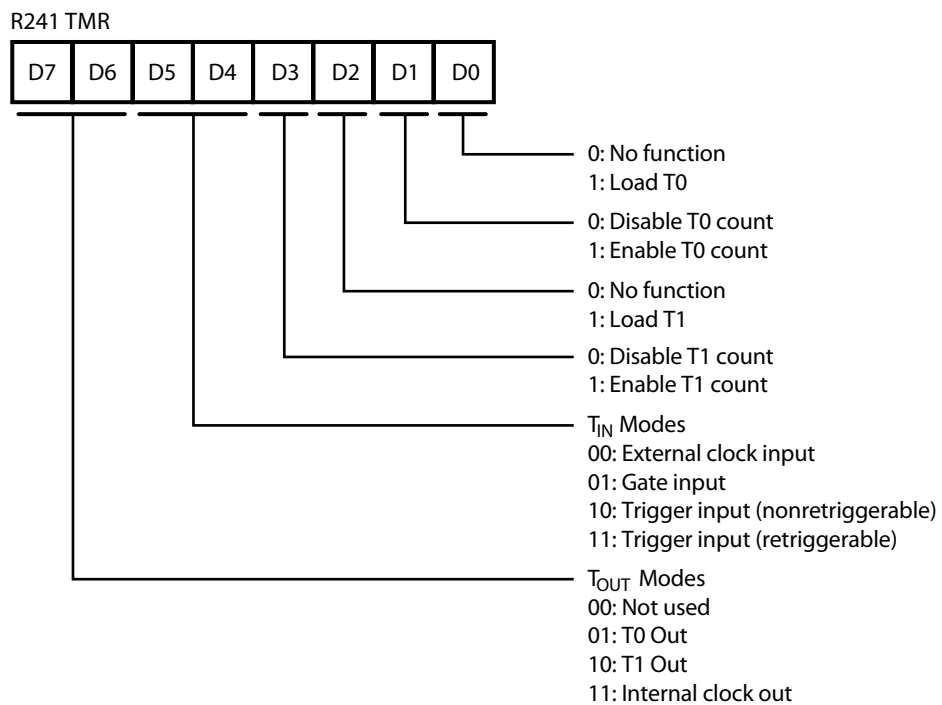 R241 TMR
D7 D6 D5 D4 D3 D2 D1 D0
0: No function
1: Load T0
0: Disable T0 count
1: Enable T0 count
0: No function
1: Load T1
0: Disable T1 count
1: Enable T1 count
TIN Modes
00: External clock input
01: Gate input
10: Trigger input (nonretriggerable)
11: Trigger input (retriggerable)
TOUT Modes
00: Not used
01: T0 Out
10: T1 Out
11: Internal clock out